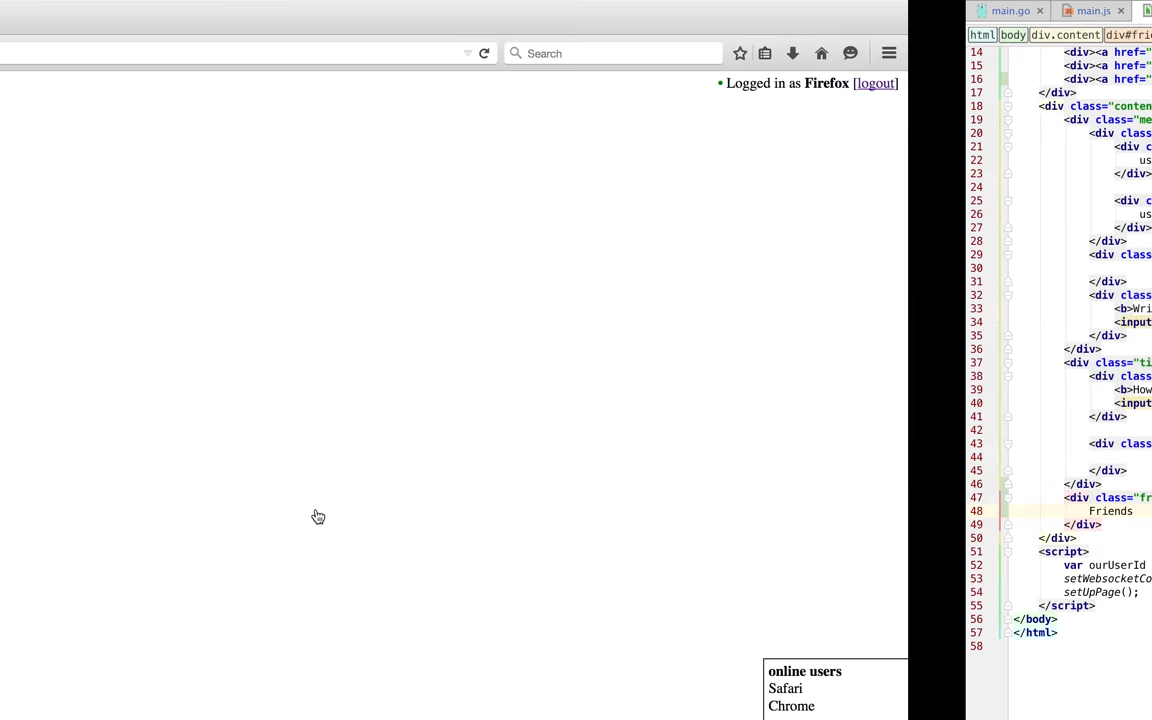 Search
• Logged in as Firefox [logout]
online users
Safari
Chrome
main.go
main.js
html body div.content div#frie
14 <div><a href="
15 <div><a href="
16 <div><a href="
17 </div>
18 <div class="conten
19 <div class="me
20 <div class
21 <div c
22 us
23 </div>
24
25 <div c
26 us
27 </div>
28 </div>
29 <div class
30
31 </div>
32 <div class
33 <b>Wri
34 <input
35 </div>
36 </div>
37 <div class="ti
38 <div class
39 <b>How
40 <input
41 </div>
42
43 <div class
44
45 </div>
46 </div>
47 <div class="fr
48 Friends
49 </div>
50 </div>
51 <script>
52 var ourUserId
53 setWebsocketCo
54 setUpPage();
55 </script>
56 </body>
57 </html>
58